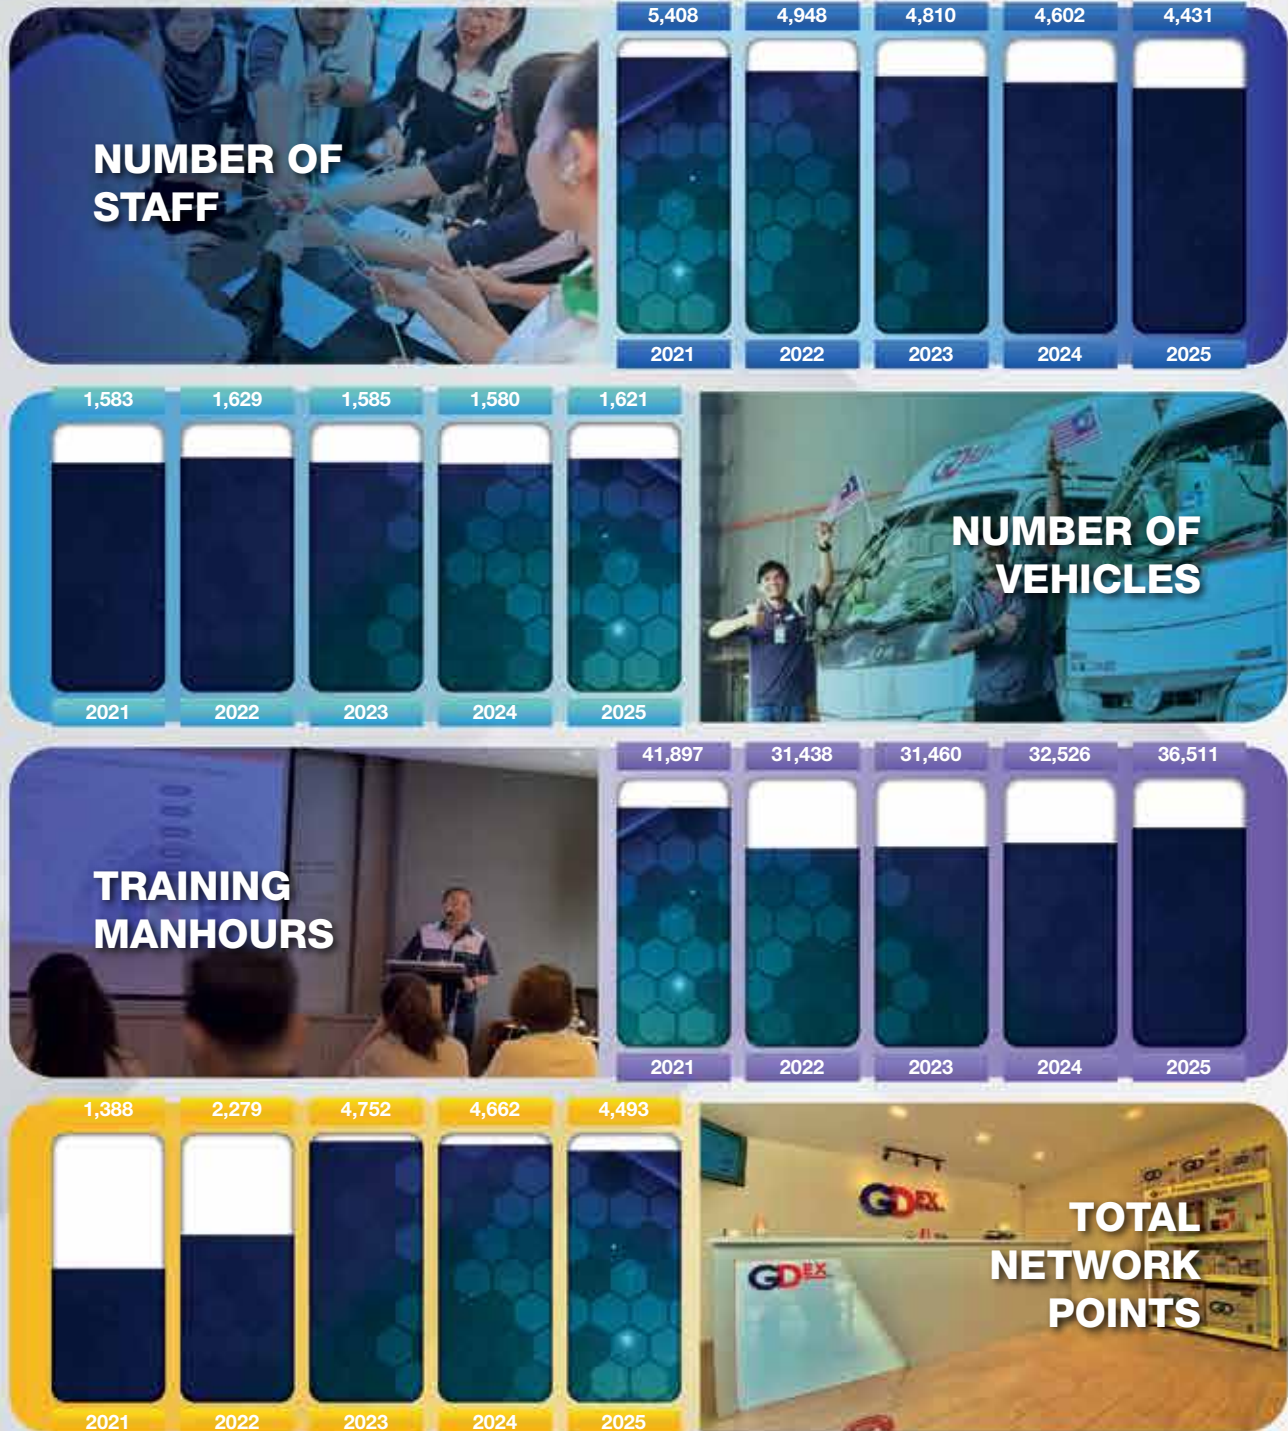 5,408 4,948 4,810 4,602 4,431
NUMBER OF
STAFF
2021 2022 2023 2024 2025
1,583 1,629 1,585 1,580 1,621
NUMBER OF
VEHICLES
2021 2022 2023 2024 2025
41,897 31,438 31,460 32,526 36,511
TRAINING
MANHOURS
2021 2022 2023 2024 2025
1,388 2,279 4,752 4,662 4,493
GDEX
GDEX
TOTAL
NETWORK
POINTS
2021 2022 2023 2024 2025